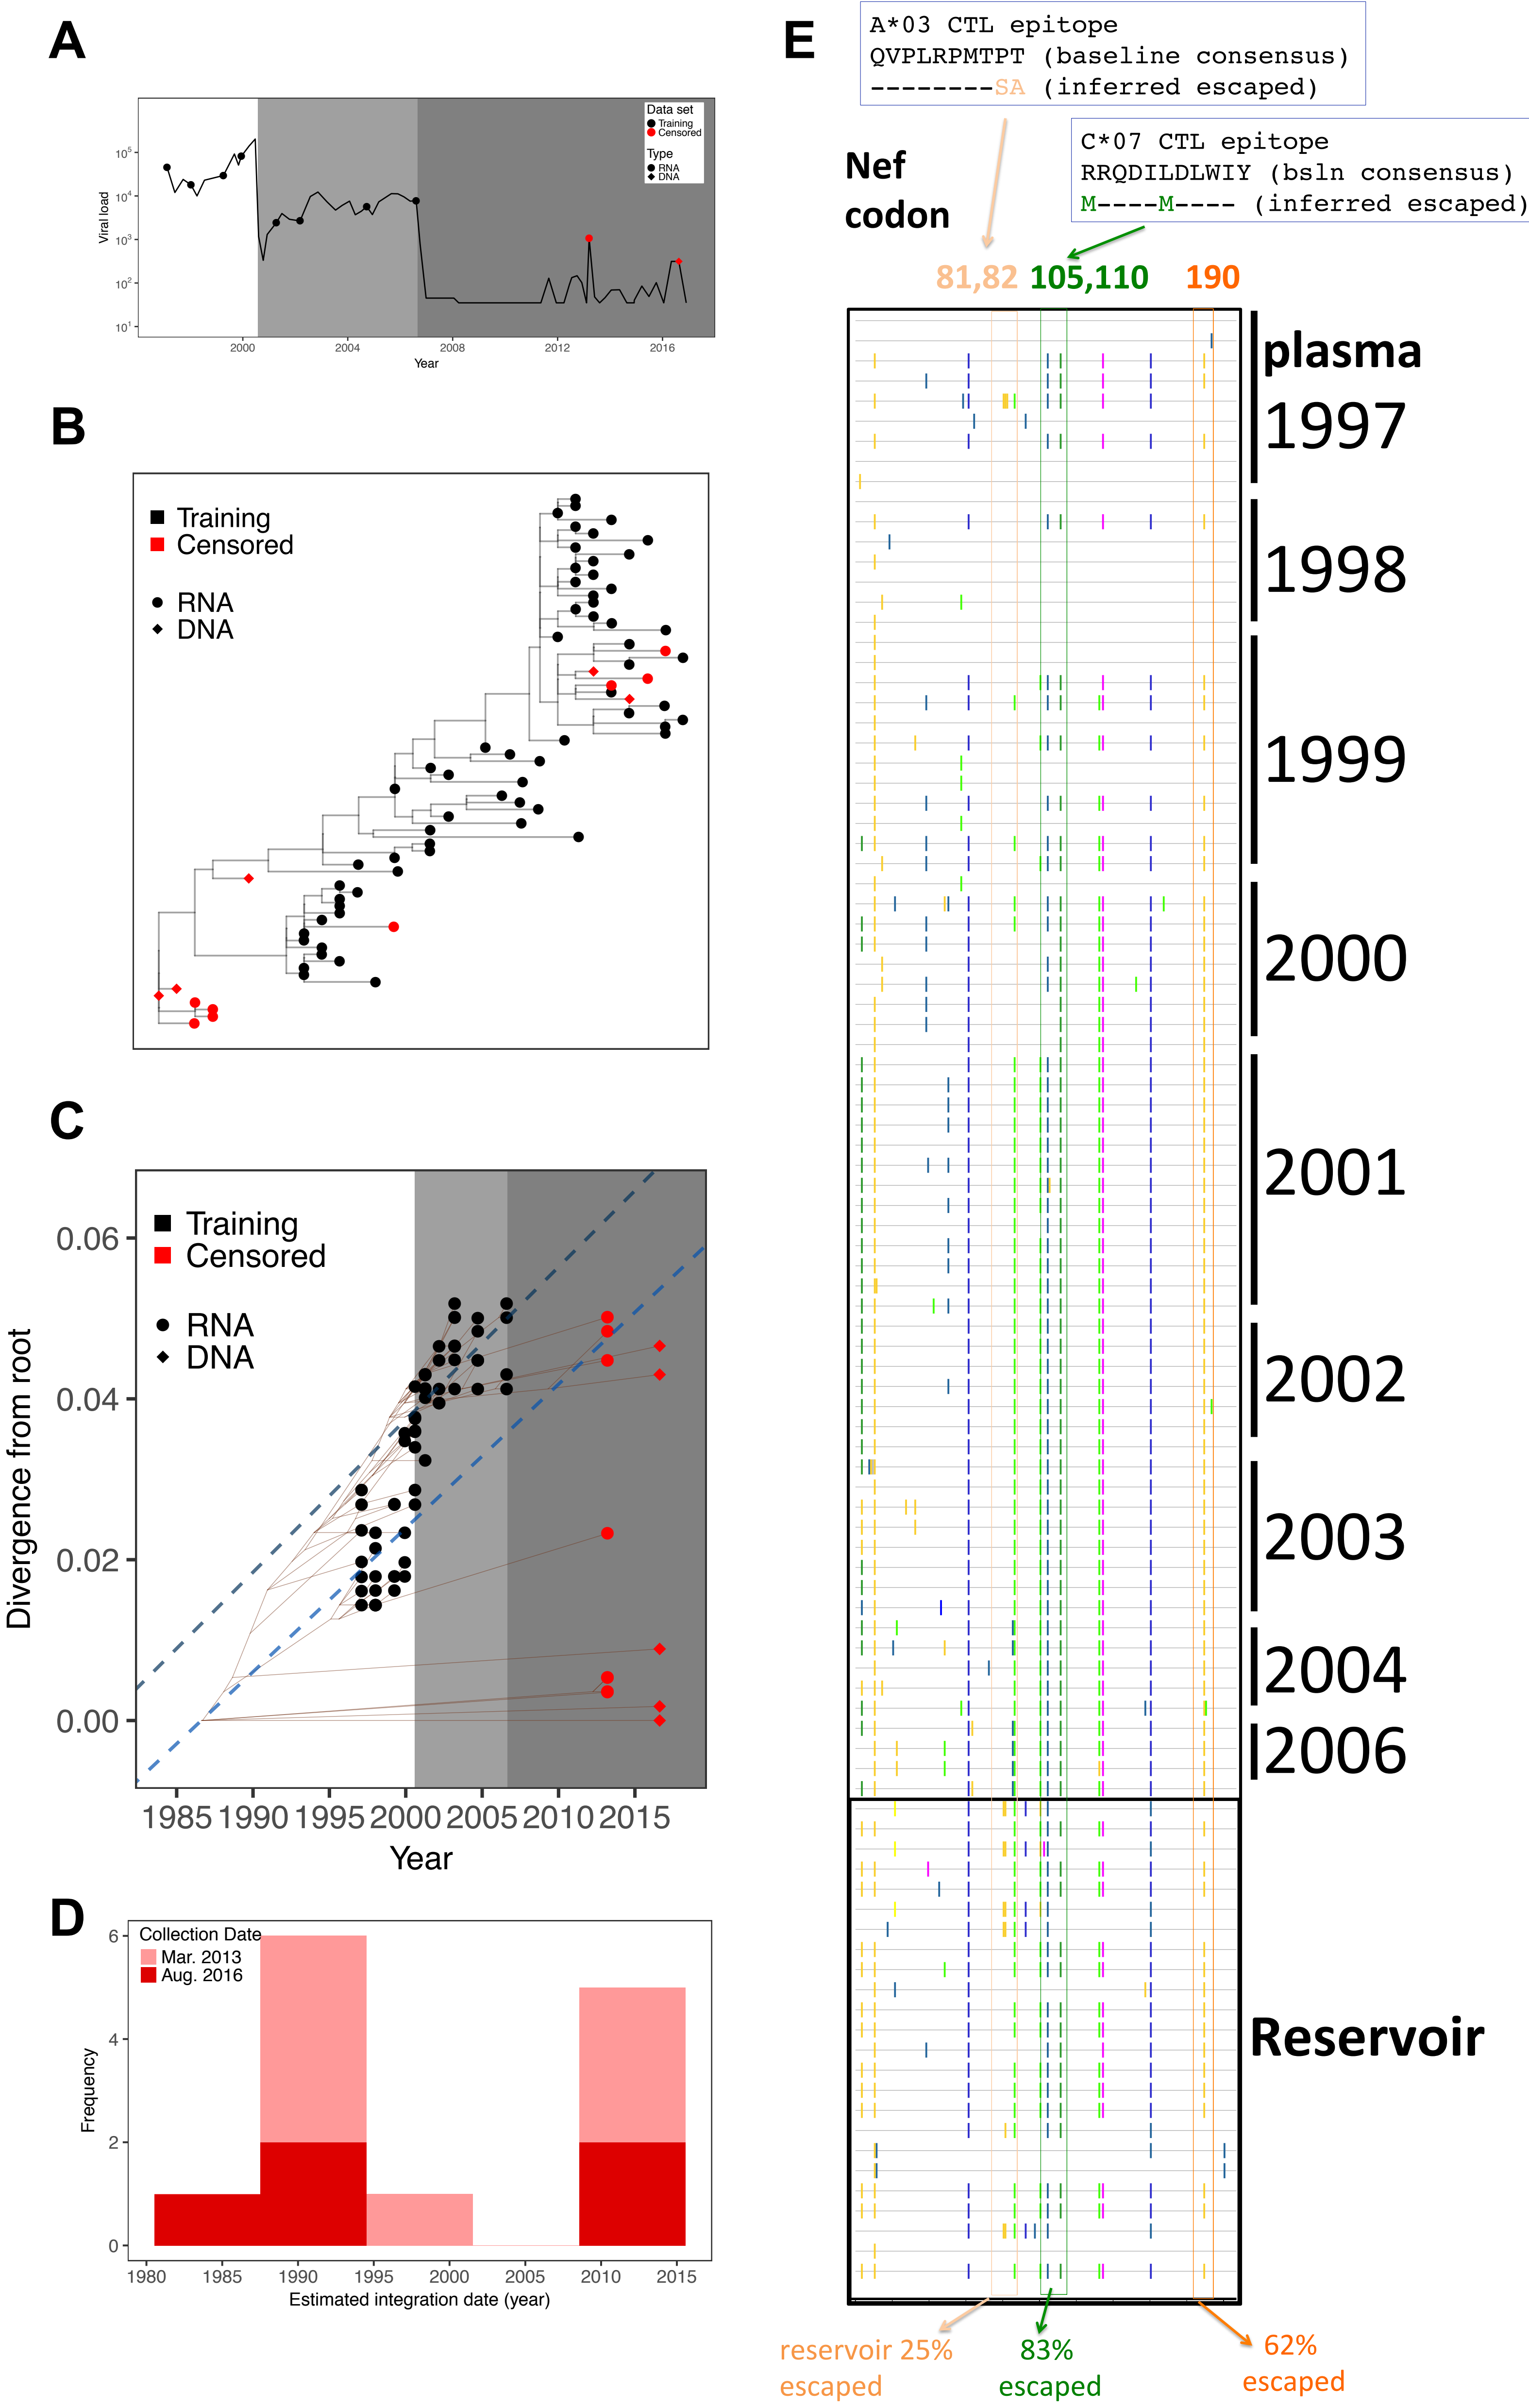 A
Data set
Training
Censored
Type
RNA
DNA
Viral load
10^5
10^4
10^3
10^2
10^1
2000
2004
2008
2012
2016
Year
B
Training
Censored
RNA
DNA
C
Training
Censored
RNA
DNA
Divergence from root
0.06
0.04
0.02
0.00
1985
1990
1995
2000
2005
2010
2015
Year
D
Collection Date
Mar. 2013
Aug. 2016
Frequency
6
4
2
0
1980
1985
1990
1995
2000
2005
2010
2015
Estimated integration date (year)
E
A*03 CTL epitope
QVPLRPMTPT (baseline consensus)
--------SA (inferred escaped)
C*07 CTL epitope
RRQDILDLWIY (bsln consensus)
M----M----- (inferred escaped)
Nef
codon
81,82
105,110
190
plasma
1997
1998
1999
2000
2001
2002
2003
2004
2006
Reservoir
reservoir 25%
escaped
83%
escaped
62%
escaped